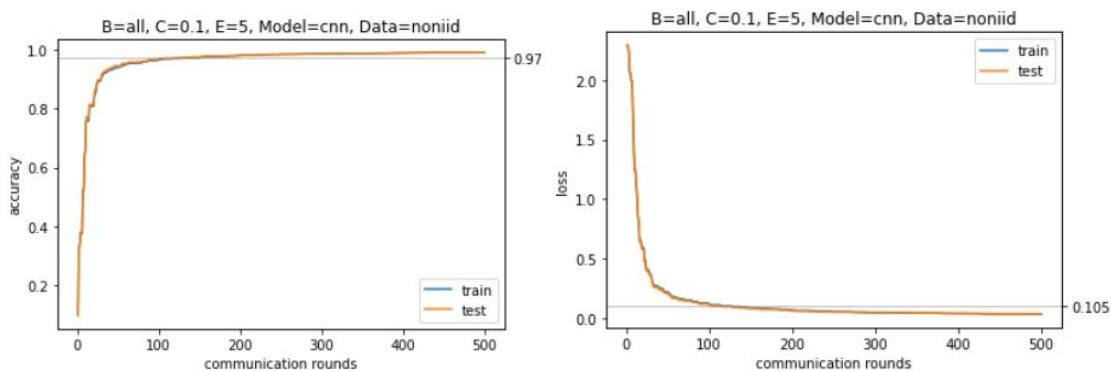 B=all, C=0.1, E=5, Model=cnn, Data=noniid
1.0
0.97
0.8
0.6
0.4
0.2
accuracy
train
test
0 100 200 300 400 500
communication rounds
B=all, C=0.1, E=5, Model=cnn, Data=noniid
train
test
2.0
1.5
1.0
0.5
0.0
0.105
loss
0 100 200 300 400 500
communication rounds